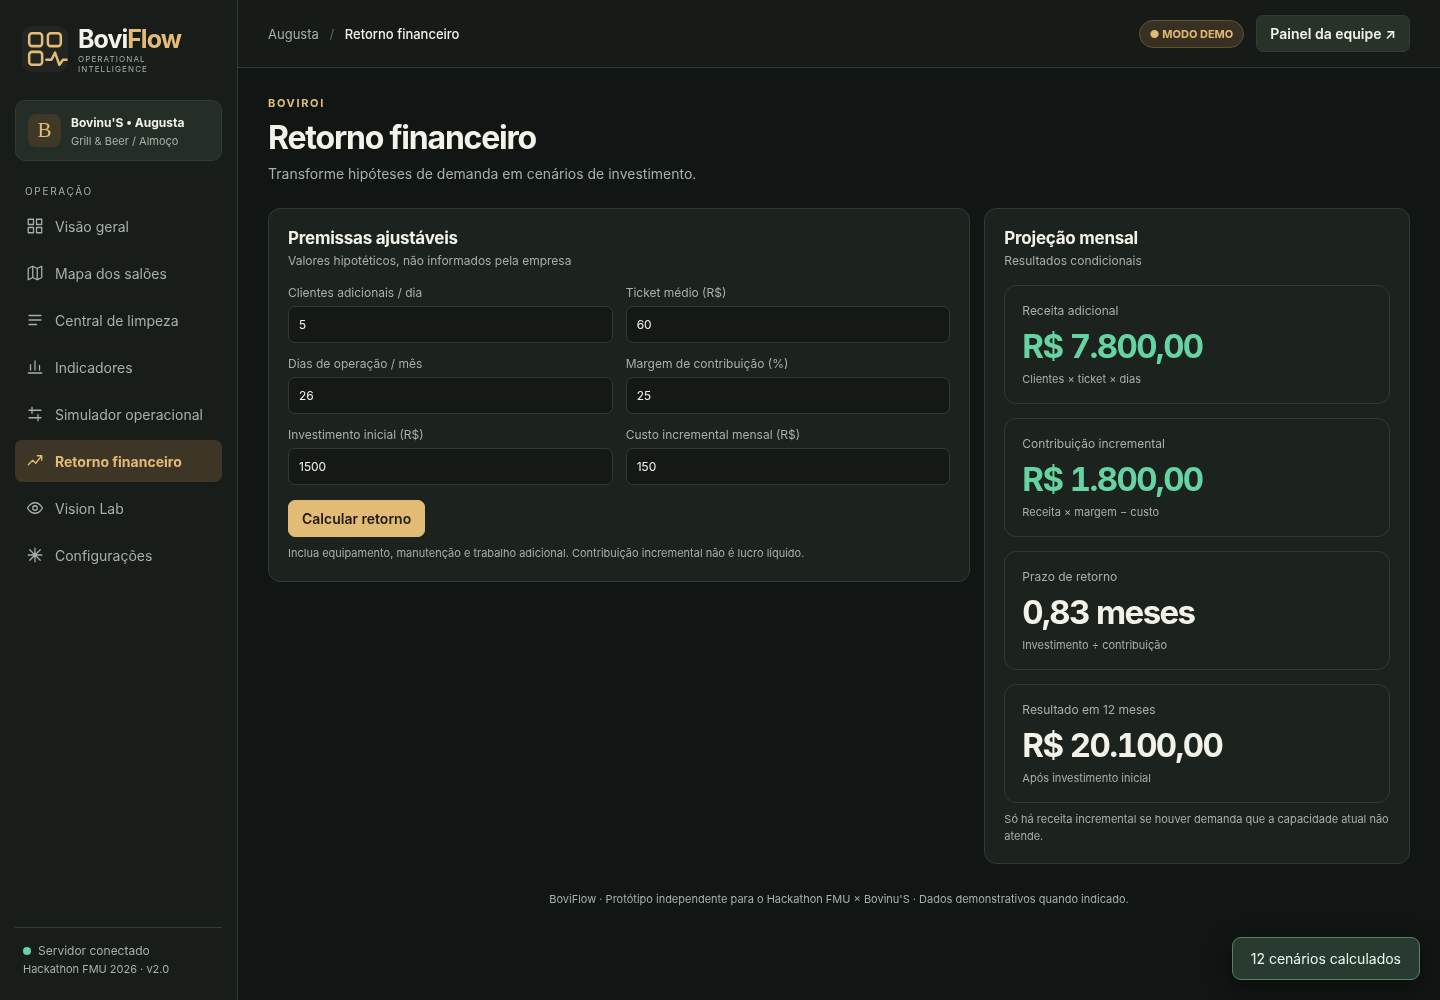 BoviFlow
OPERATIONAL
INTELLIGENCE
B
Bovinu'S • Augusta
Grill & Beer / Almoço
OPERAÇÃO
Visão geral
Mapa dos salões
Central de limpeza
Indicadores
Simulador operacional
Retorno financeiro
Vision Lab
Configurações
Servidor conectado
Hackathon FMU 2026 · v2.0
Augusta / Retorno financeiro
MODO DEMO
Painel da equipe ↗
BOVIROI
Retorno financeiro
Transforme hipóteses de demanda em cenários de investimento.
Premissas ajustáveis
Valores hipotéticos, não informados pela empresa
Clientes adicionais / dia
5
Ticket médio (R$)
60
Dias de operação / mês
26
Margem de contribuição (%)
25
Investimento inicial (R$)
1500
Custo incremental mensal (R$)
150
Calcular retorno
Inclua equipamento, manutenção e trabalho adicional. Contribuição incremental não é lucro líquido.
Projeção mensal
Resultados condicionais
Receita adicional
R$ 7.800,00
Clientes × ticket × dias
Contribuição incremental
R$ 1.800,00
Receita × margem − custo
Prazo de retorno
0,83 meses
Investimento ÷ contribuição
Resultado em 12 meses
R$ 20.100,00
Após investimento inicial
Só há receita incremental se houver demanda que a capacidade atual não
atende.
BoviFlow · Protótipo independente para o Hackathon FMU × Bovinu'S · Dados demonstrativos quando indicado.
12 cenários calculados